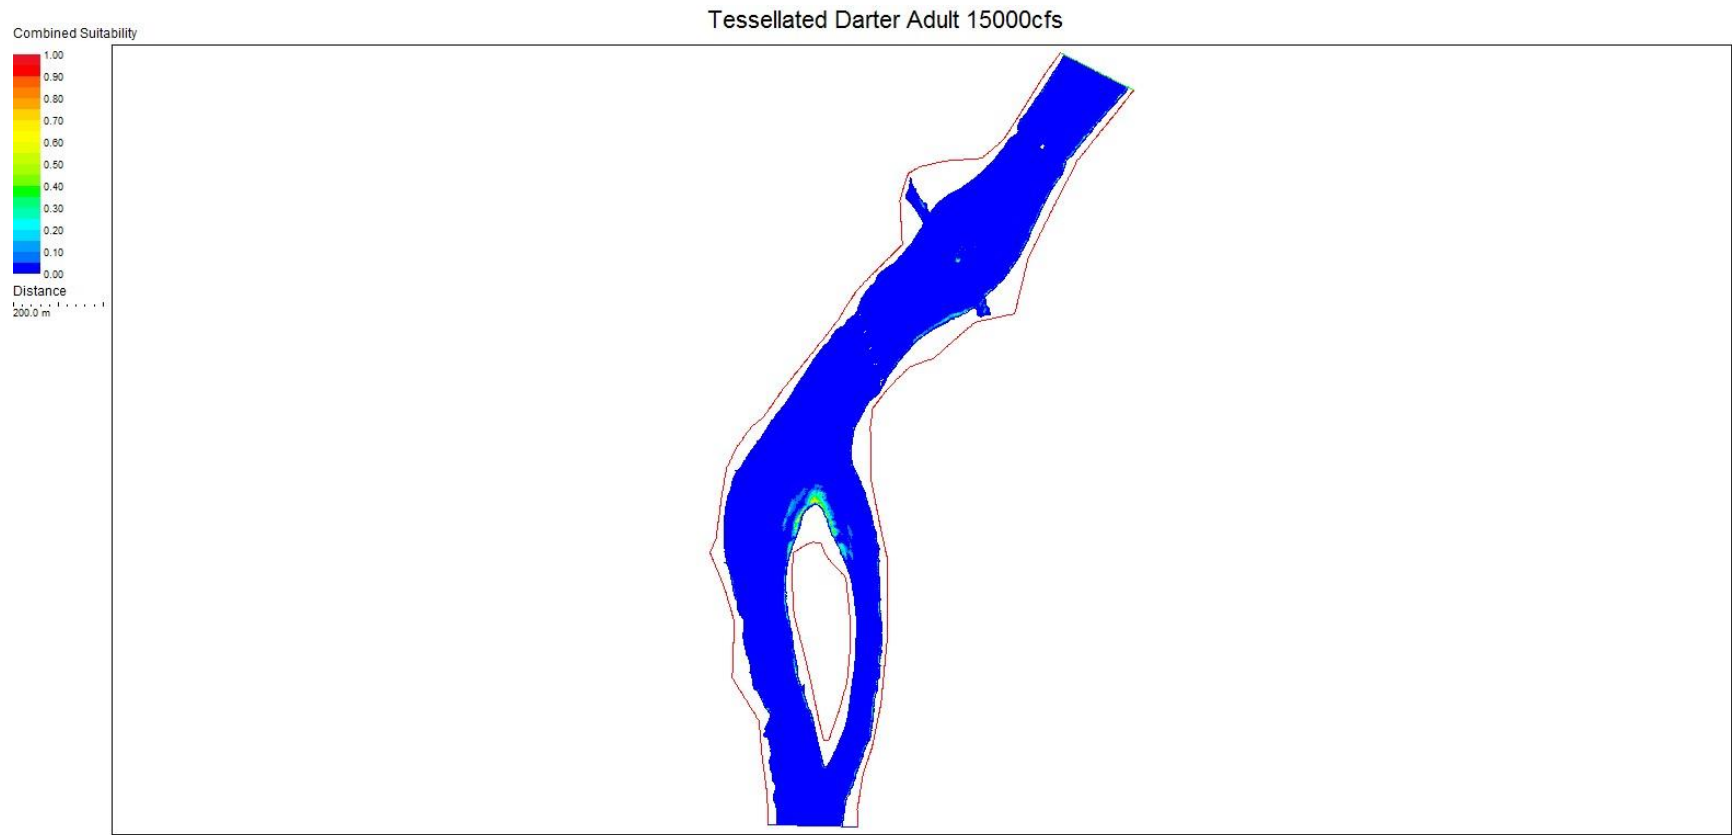 Tessellated Darter Adult 15000cfs
Combined Suitability
1.00
0.90
0.80
0.70
0.60
0.50
0.40
0.30
0.20
0.10
0.00
Distance
200.0 m